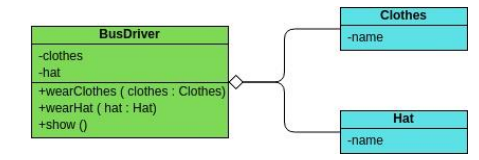 BusDriver
-clothes
-hat
+wearClothes ( clothes : Clothes)
+wearHat ( hat : Hat)
+show ()
Clothes
-name
Hat
-name